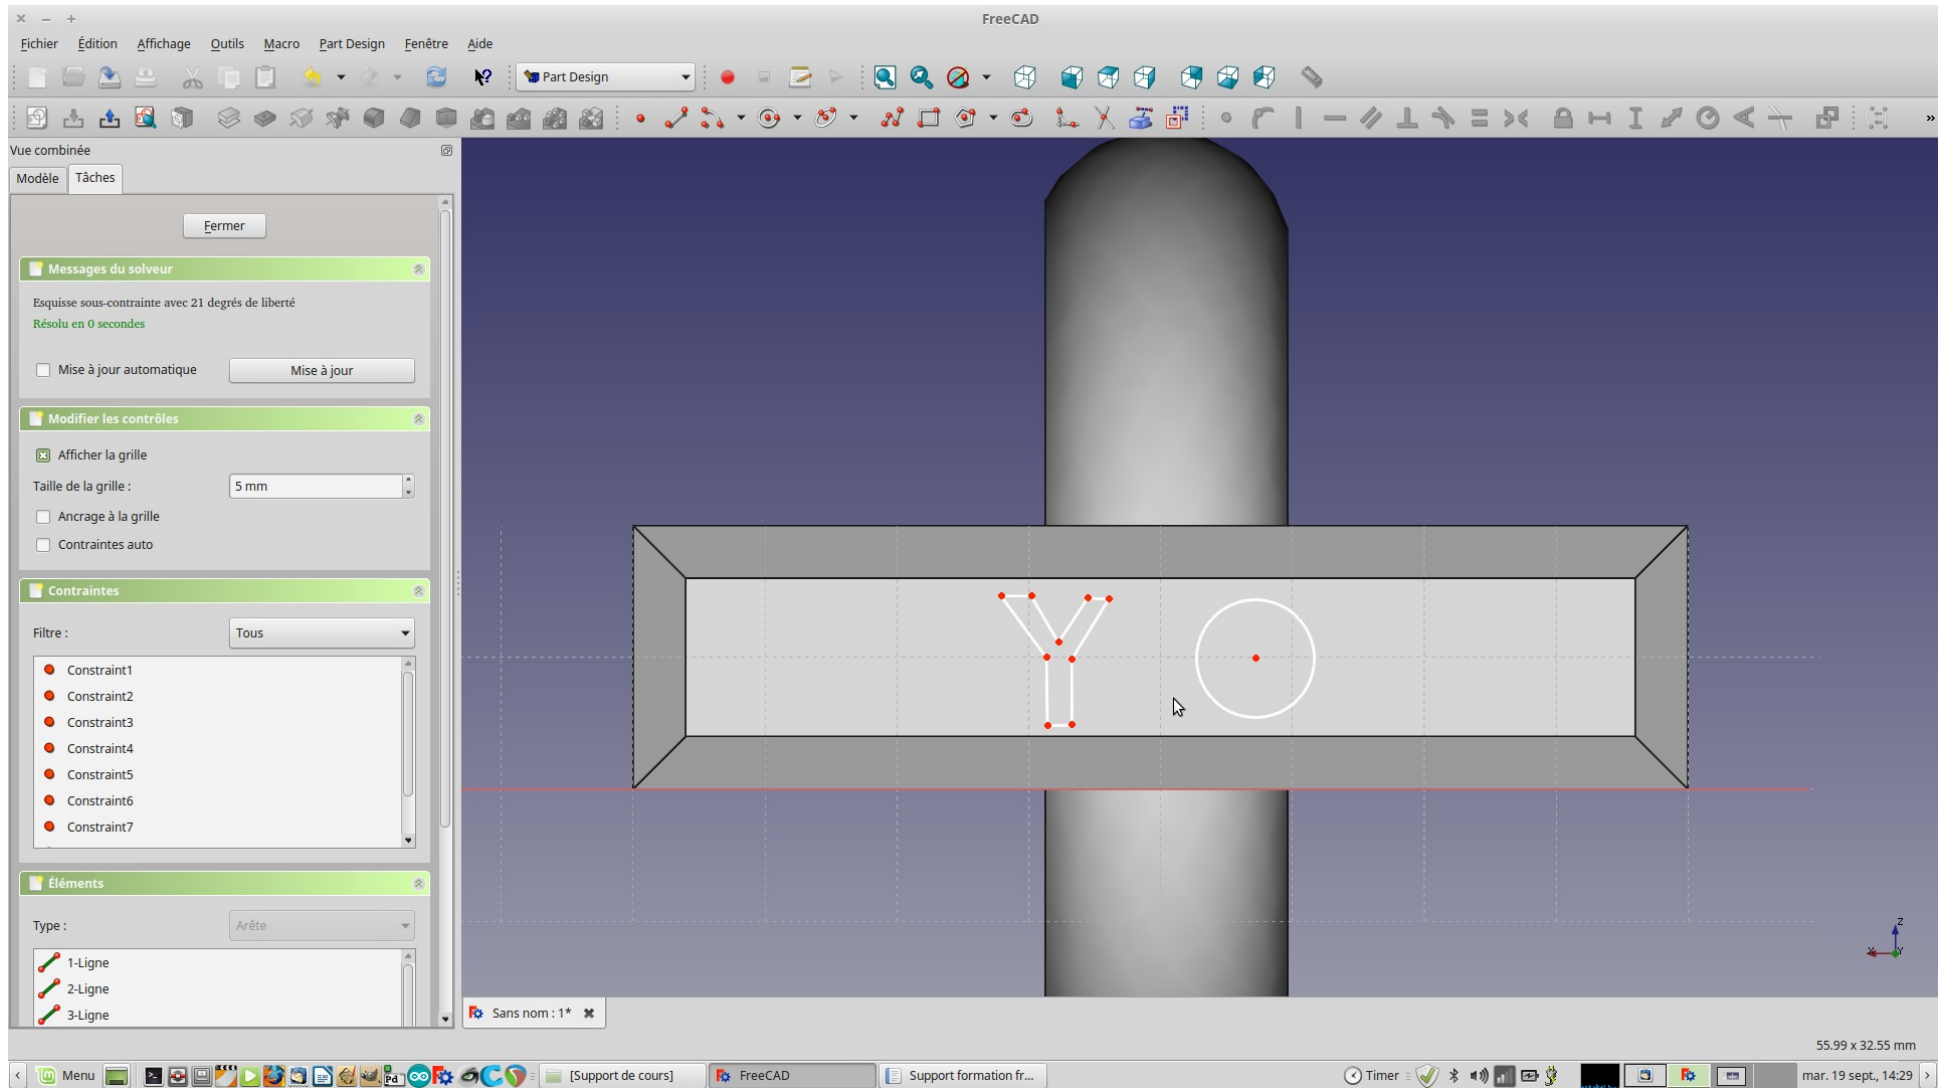 FreeCAD
Fichier Édition Affichage Outils Macro Part Design Fenêtre Aide
Part Design
»
Vue combinée
Modèle Tâches
Fermer
Messages du solveur
Esquisse sous-contrainte avec 21 degrés de liberté
Résolu en 0 secondes
Mise à jour automatique Mise à jour
Modifier les contrôles
Afficher la grille
Taille de la grille : 5 mm
Ancrage à la grille
Contraintes auto
Contraintes
Filtre : Tous
Constraint1
Constraint2
Constraint3
Constraint4
Constraint5
Constraint6
Constraint7
Éléments
Type : Arête
1-Ligne
2-Ligne
3-Ligne
Y O
Z
X Y
Sans nom : 1*
55.99 x 32.55 mm
Menu Pd [Support de cours] FreeCAD Support formation fr... Timer mar. 19 sept., 14:29